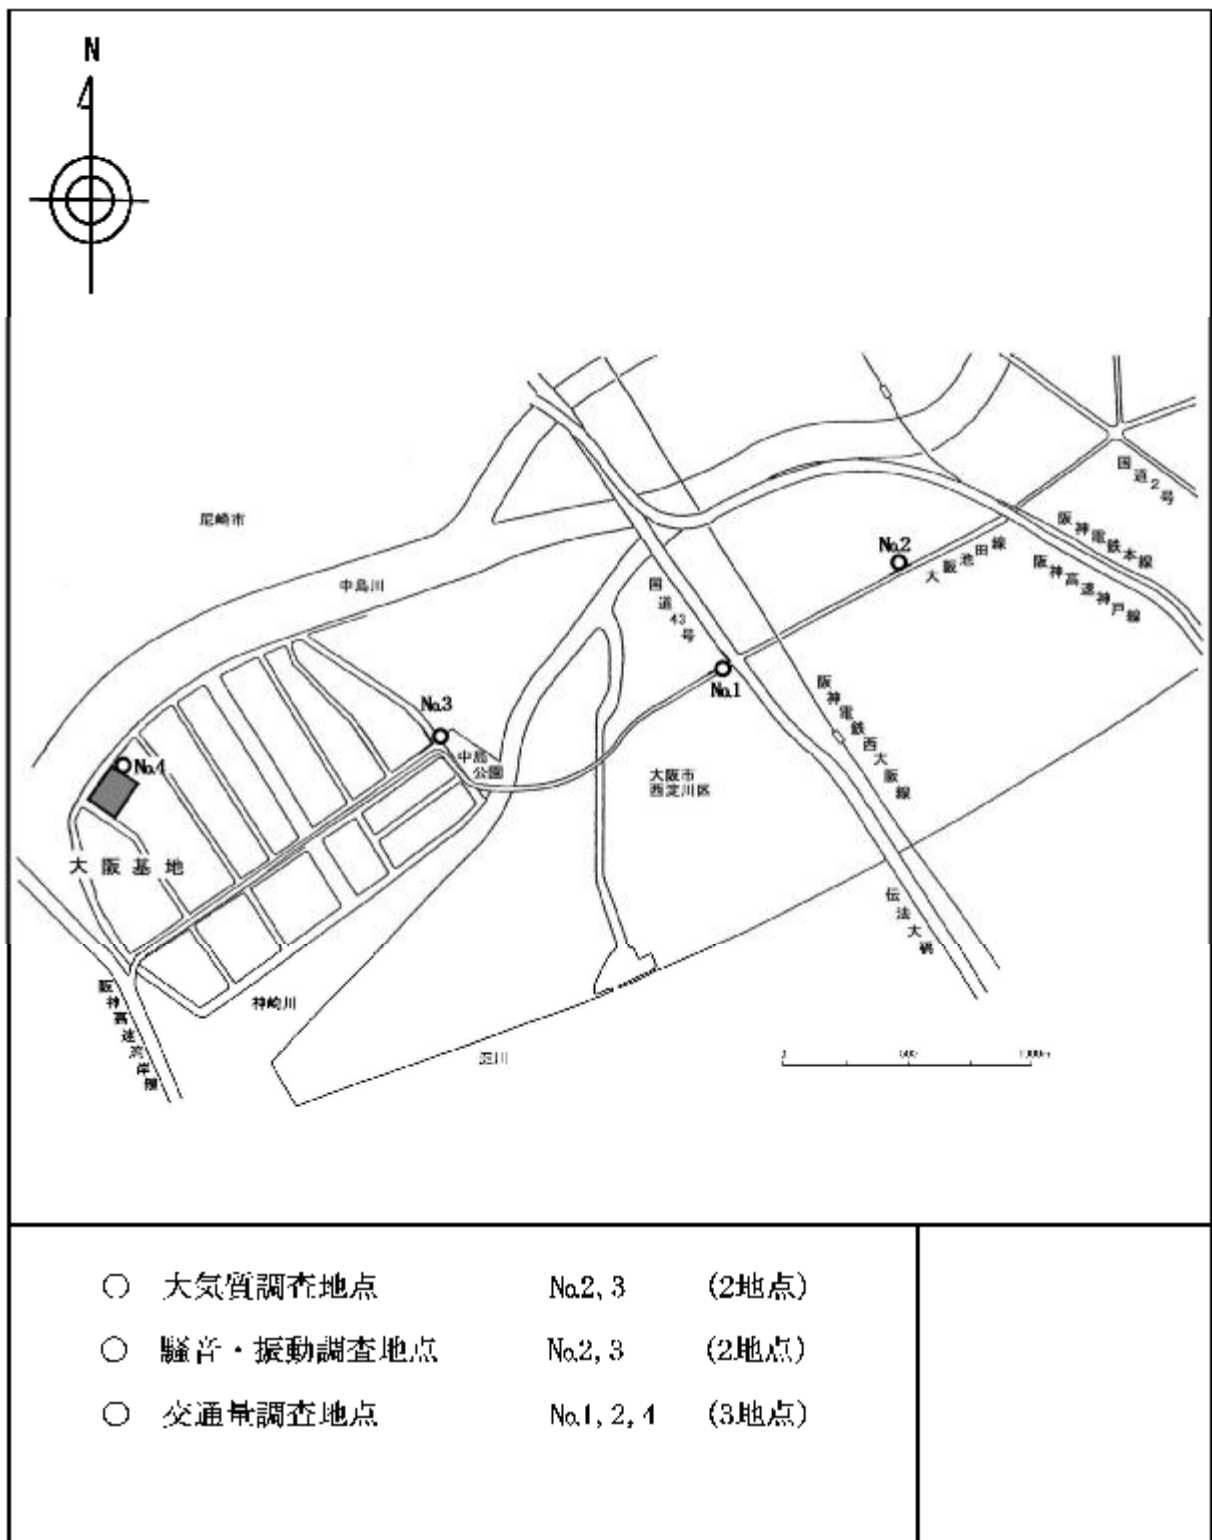 N
国道2号
尼崎市
阪神電鉄本線
No.2
大阪池田線
阪神高速神戸線
中島川
国道43号
No.1
阪神電鉄西大阪線
No.3
中島
公園
No.4
大阪市
西淀川区
大阪基地
伝法大橋
阪神高速湾岸線
神崎川
淀川
0 500 1000m
○ 大気質調査地点 No.2, 3 (2地点)
○ 騒音・振動調査地点 No.2, 3 (2地点)
○ 交通量調査地点 No.1, 2, 4 (3地点)